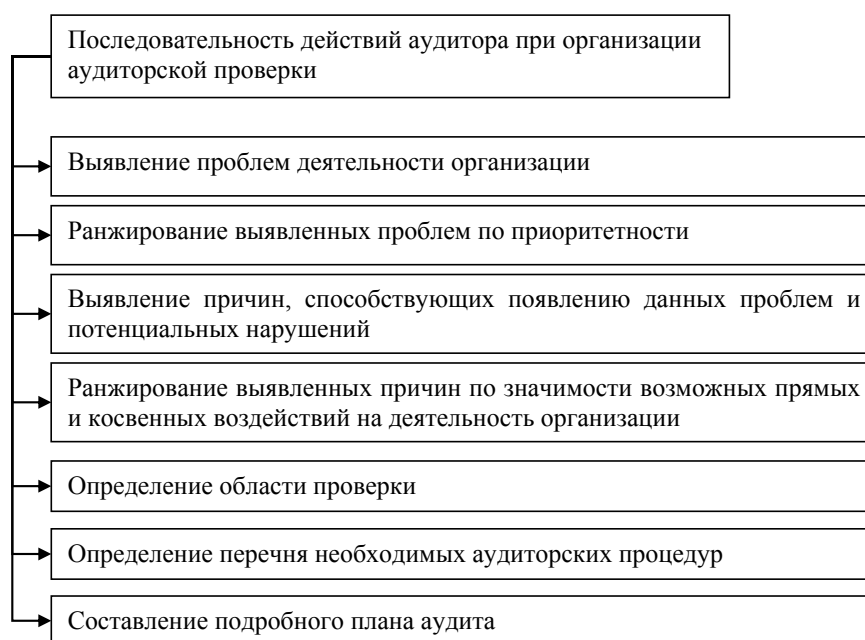 Последовательность действий аудитора при организации
аудиторской проверки
Выявление проблем деятельности организации
Ранжирование выявленных проблем по приоритетности
Выявление причин, способствующих появлению данных проблем и
потенциальных нарушений
Ранжирование выявленных причин по значимости возможных прямых
и косвенных воздействий на деятельность организации
Определение области проверки
Определение перечня необходимых аудиторских процедур
Составление подробного плана аудита